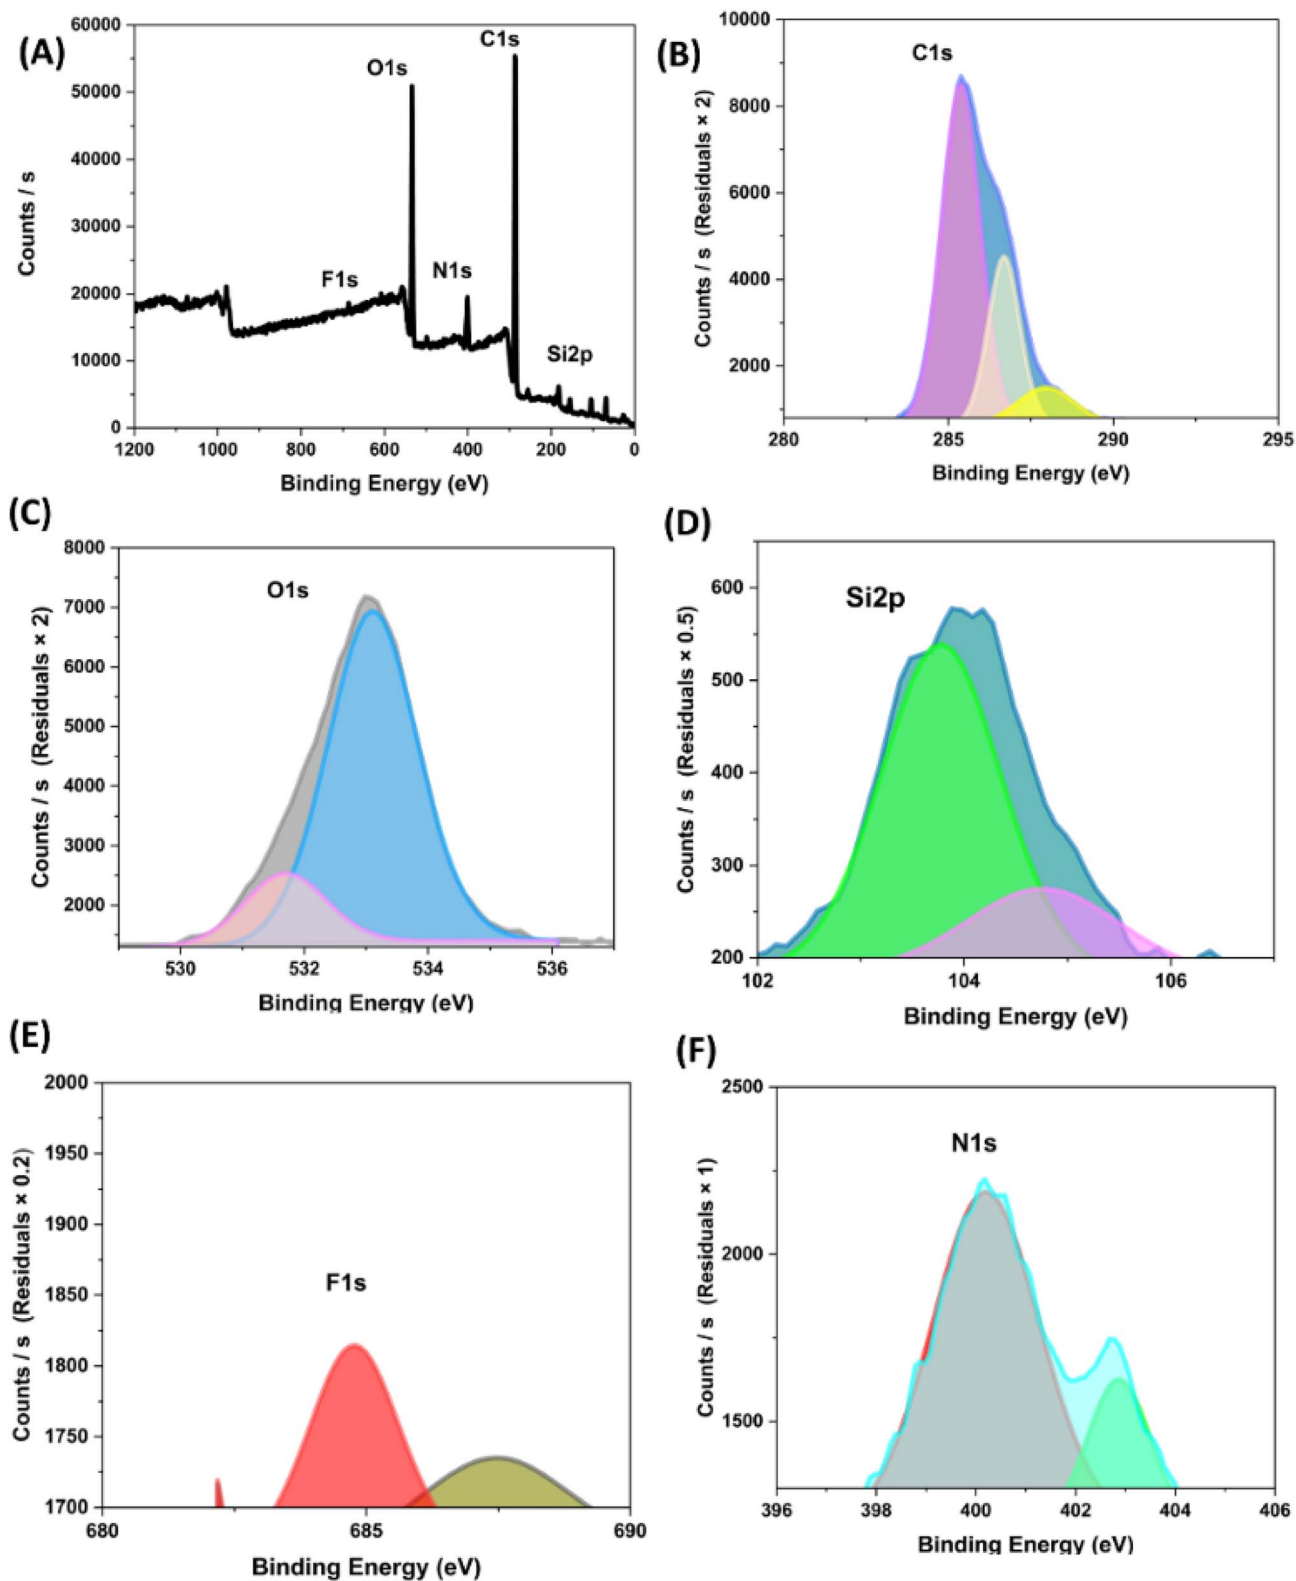 (A)
60000
50000
40000
30000
20000
10000
0
Counts / s
C1s
O1s
F1s
N1s
Si2p
1200 1000 800 600 400 200 0
Binding Energy (eV)
(B)
10000
8000
6000
4000
2000
Counts / s (Residuals × 2)
C1s
280 285 290 295
Binding Energy (eV)
(C)
8000
7000
6000
5000
4000
3000
2000
Counts / s (Residuals × 2)
O1s
530 532 534 536
Binding Energy (eV)
(D)
600
500
400
300
200
Counts / s (Residuals × 0.5)
Si2p
102 104 106
Binding Energy (eV)
(E)
2000
1950
1900
1850
1800
1750
1700
Counts / s (Residuals × 0.2)
F1s
680 685 690
Binding Energy (eV)
(F)
2500
2000
1500
Counts / s (Residuals × 1)
N1s
396 398 400 402 404 406
Binding Energy (eV)